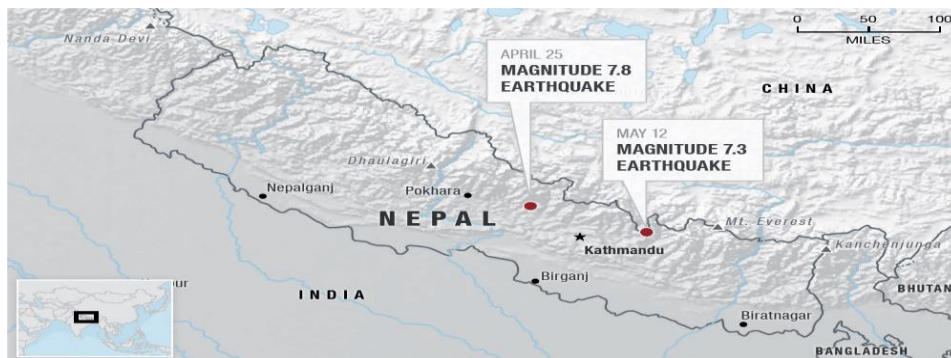 Nanda Devi
0 50 100
MILES
APRIL 25
MAGNITUDE 7.8
EARTHQUAKE
CHINA
MAY 12
MAGNITUDE 7.3
EARTHQUAKE
Dhaulagiri
Nepalganj
Pokhara
NEPAL
Mt. Everest
Kathmandu
Kanchenjunga
Birganj
BHUTAN
INDIA
Biratnagar
BANGLADESH